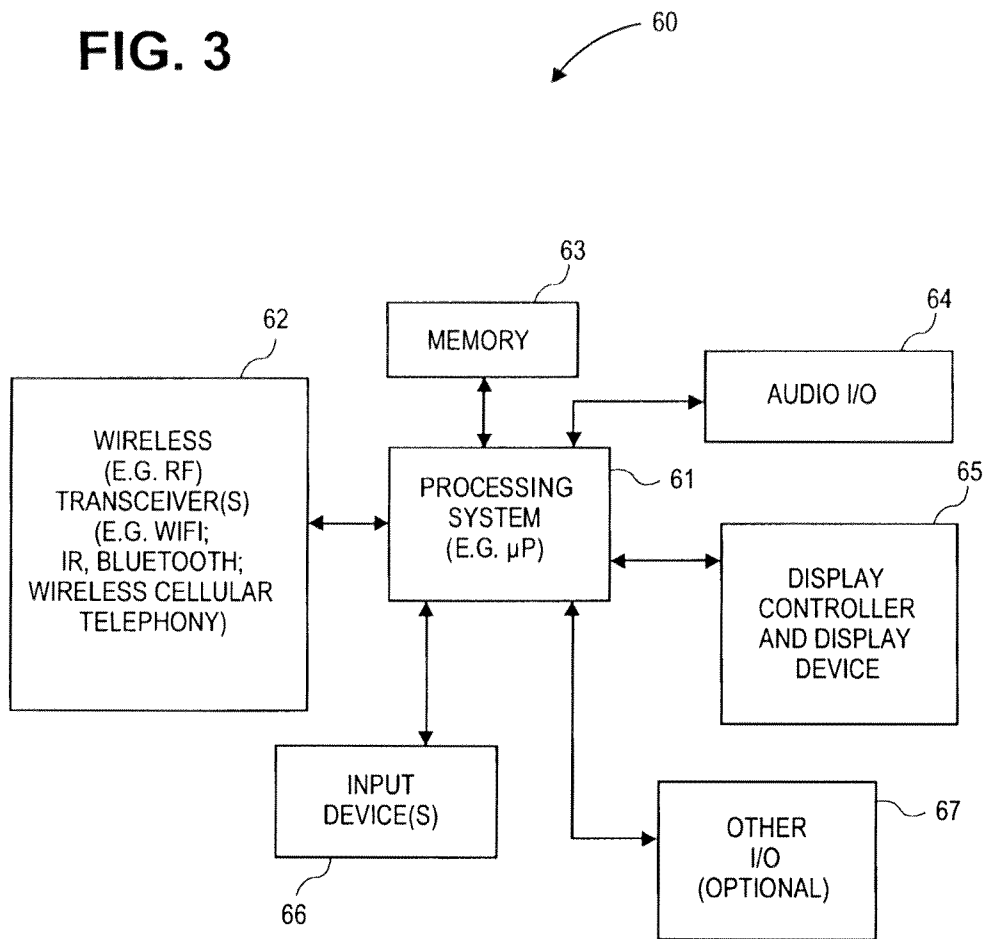 FIG. 3
60
63
MEMORY
62
64
AUDIO I/O
WIRELESS
(E.G. RF)
TRANSCEIVER(S)
(E.G. WIFI;
IR, BLUETOOTH;
WIRELESS CELLULAR
TELEPHONY)
PROCESSING
SYSTEM
(E.G. µP)
61
65
DISPLAY
CONTROLLER
AND DISPLAY
DEVICE
INPUT
DEVICE(S)
66
OTHER
I/O
(OPTIONAL)
67